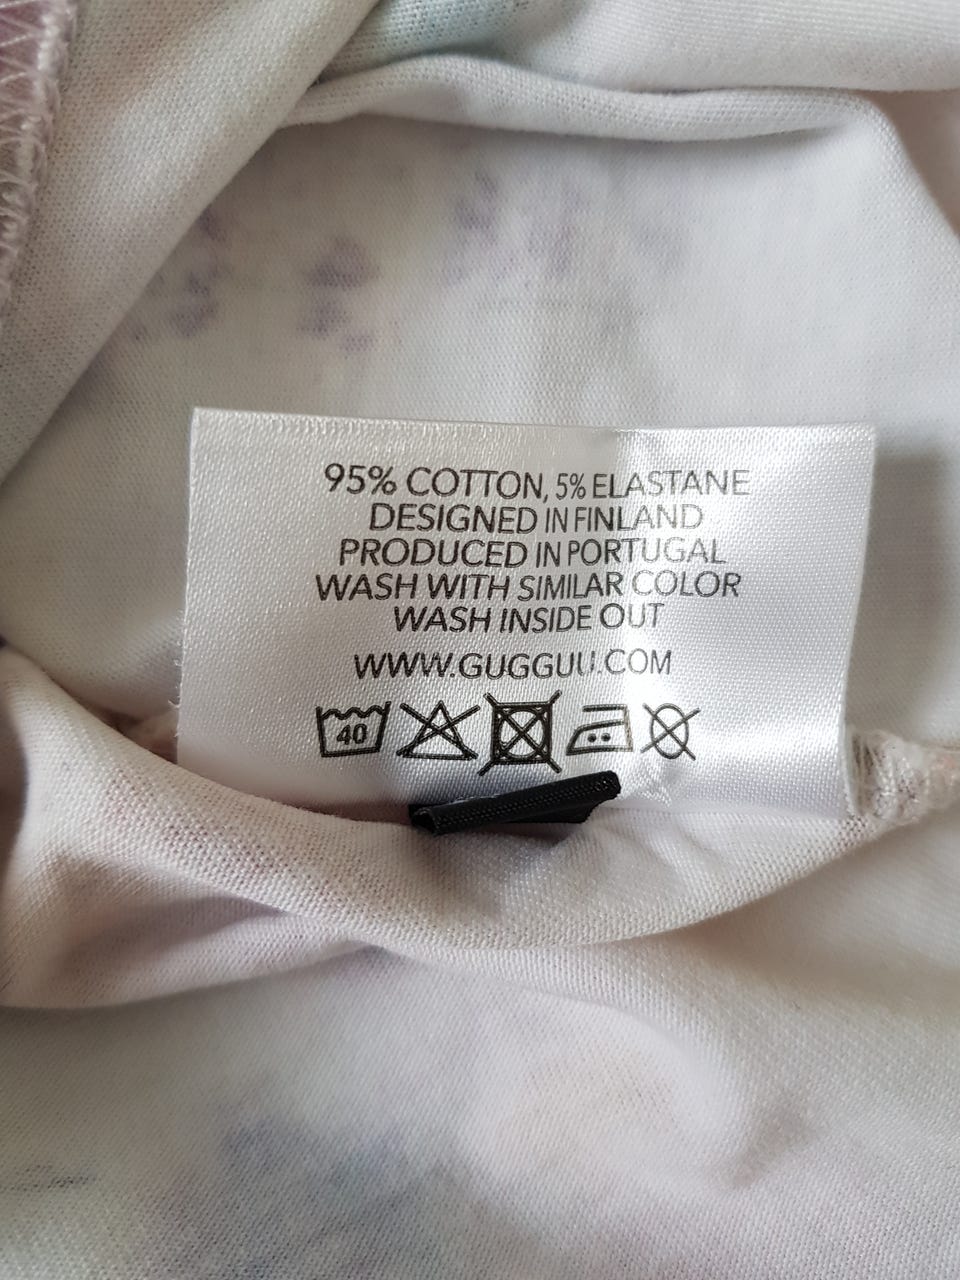 95% COTTON, 5% ELASTANE
DESIGNED IN FINLAND
PRODUCED IN PORTUGAL
WASH WITH SIMILAR COLOR
WASH INSIDE OUT
WWW.GUGGUU.COM
40